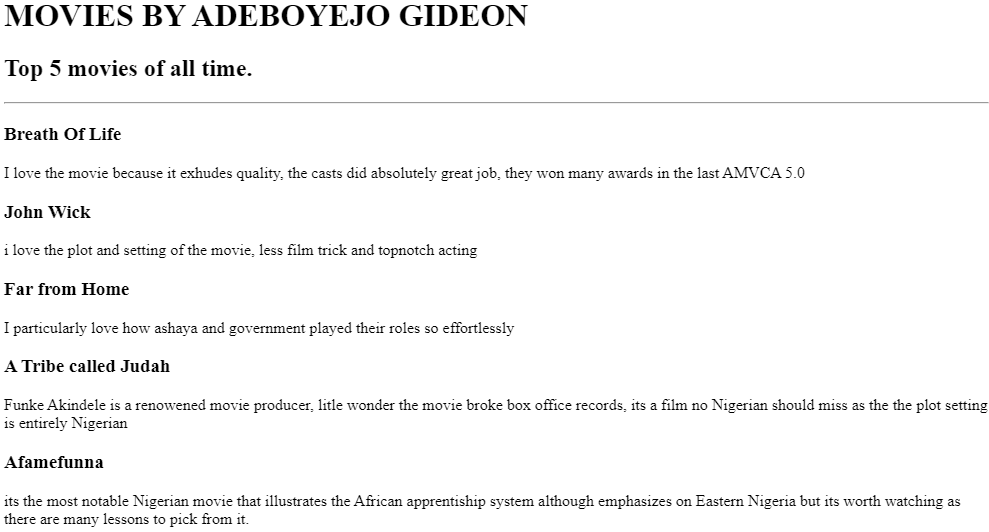 MOVIES BY ADEBOYEJO GIDEON
Top 5 movies of all time.
Breath Of Life
I love the movie because it exhudes quality, the casts did absolutely great job, they won many awards in the last AMVCA 5.0
John Wick
i love the plot and setting of the movie, less film trick and topnotch acting
Far from Home
I particularly love how ashaya and government played their roles so effortlessly
A Tribe called Judah
Funke Akindele is a renowened movie producer, litle wonder the movie broke box office records, its a film no Nigerian should miss as the the plot setting
is entirely Nigerian
Afamefunna
its the most notable Nigerian movie that illustrates the African apprentiship system although emphasizes on Eastern Nigeria but its worth watching as
there are many lessons to pick from it.